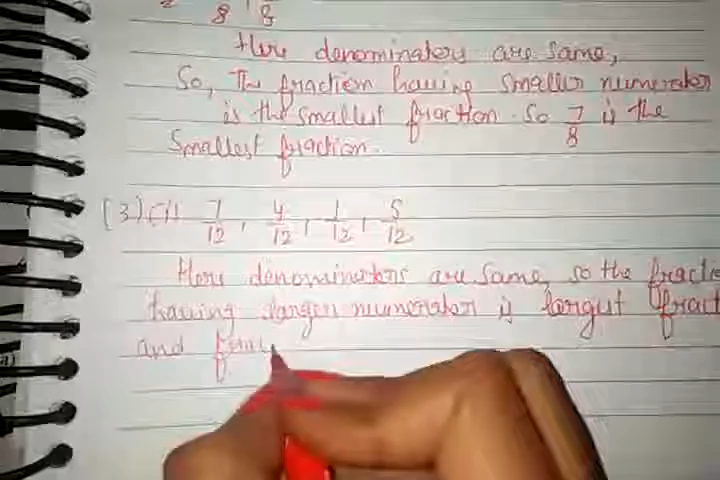 8 8
Here denominators are same,
So, The fraction having smaller numerator
is the smallest fraction. So 7/8 is the
Smallest fraction.
(3) (i) 7/12, 4/12, 1/12, 5/12
Here denominators are same, so the fractio
having larger numerator is largest fract
and